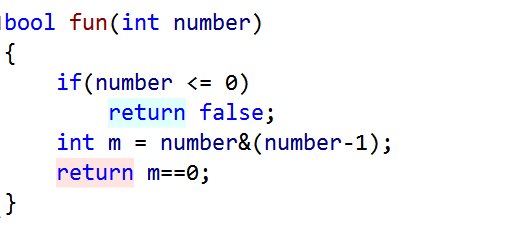 bool fun(int number)
{
    if(number <= 0)
        return false;
    int m = number&(number-1);
    return m==0;
}